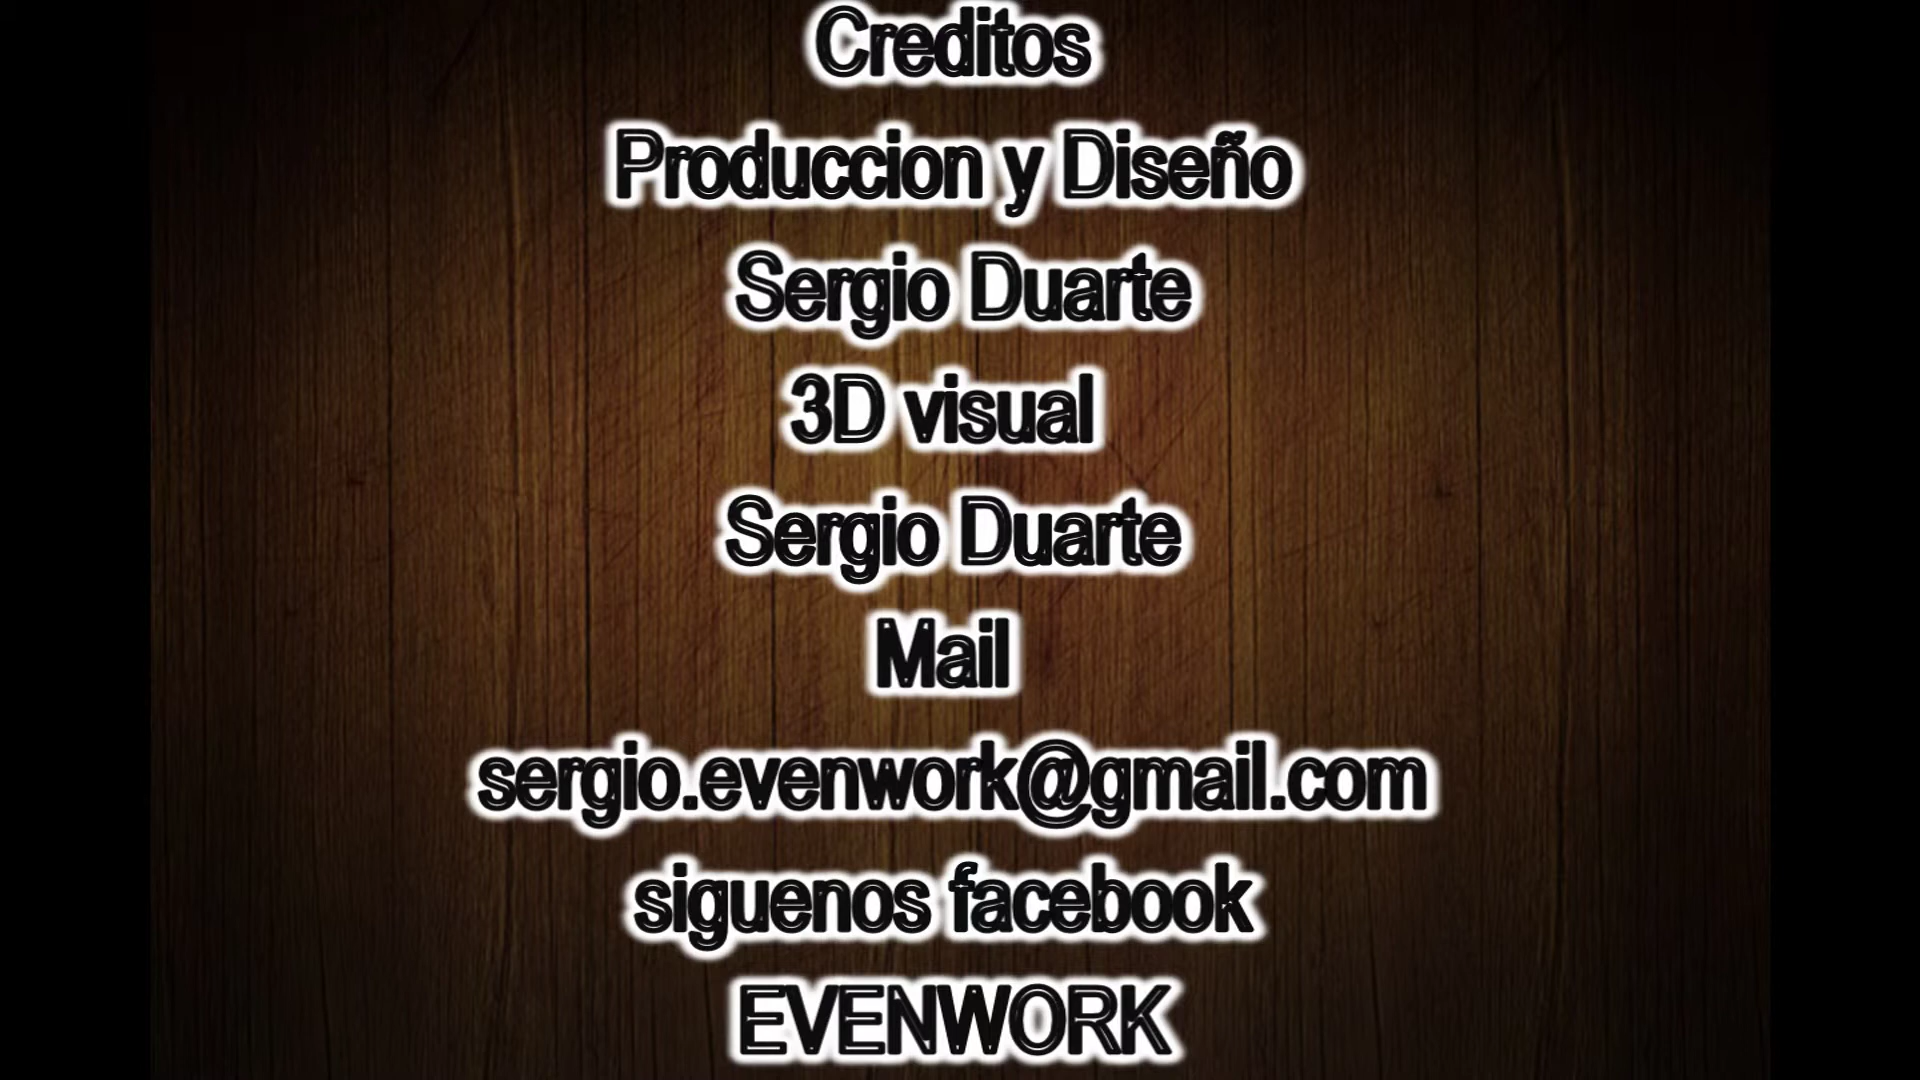 Creditos
Produccion y Diseño
Sergio Duarte
3D visual
Sergio Duarte
Mail
sergio.evenwork@gmail.com
siguenos facebook
EVENWORK